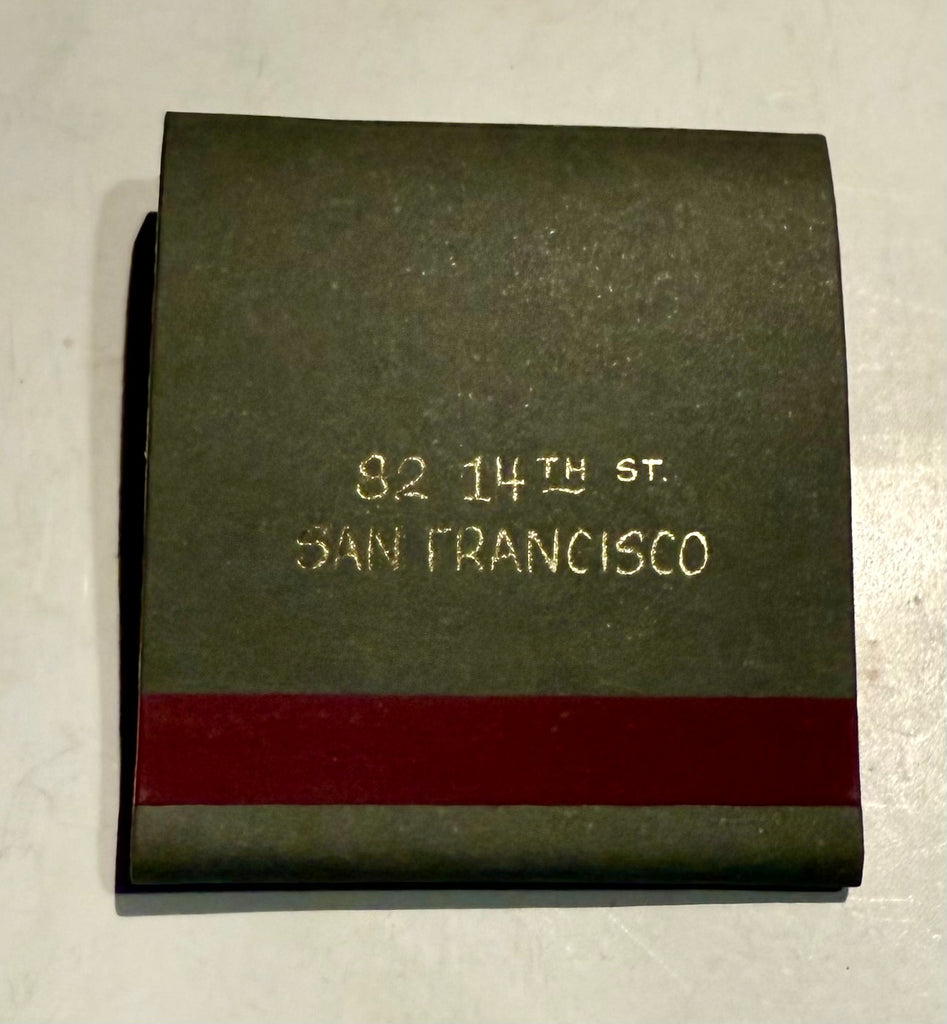 82 14TH ST.
SAN FRANCISCO